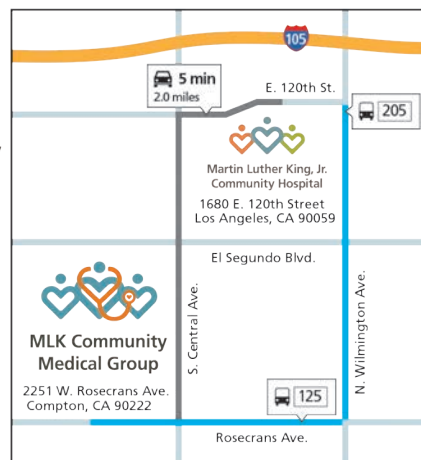 105
5 min
2.0 miles
E. 120th St.
205
Martin Luther King, Jr.
Community Hospital
1680 E. 120th Street
Los Angeles, CA 90059
El Segundo Blvd.
S. Central Ave.
N. Wilmington Ave.
MLK Community
Medical Group
2251 W. Rosecrans Ave.
Compton, CA 90222
125
Rosecrans Ave.